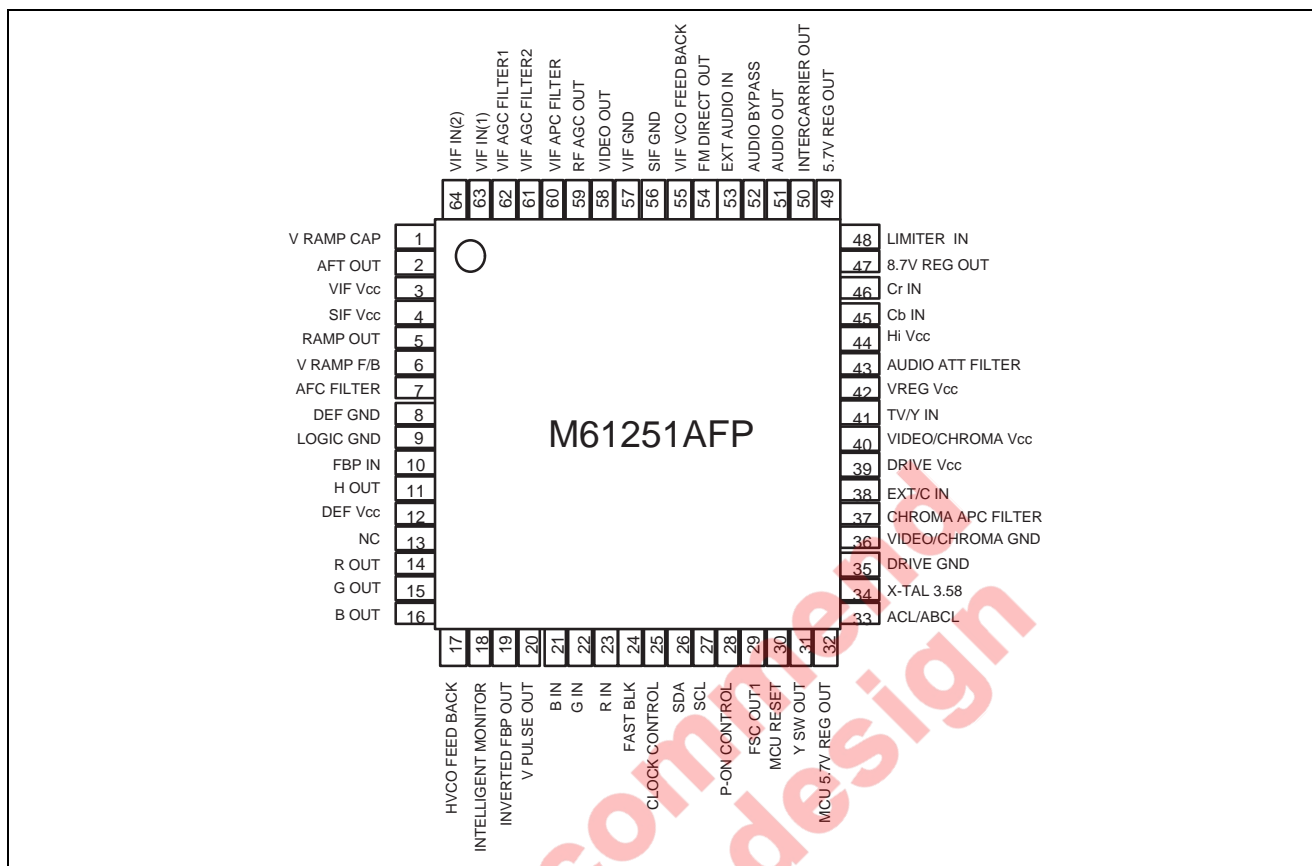 VIF IN(2)
VIF IN(1)
VIF AGC FILTER1
VIF AGC FILTER2
VIF APC FILTER
RF AGC OUT
VIDEO OUT
VIF GND
SIF GND
VIF VCO FEED BACK
FM DIRECT OUT
EXT AUDIO IN
AUDIO BYPASS
AUDIO OUT
INTERCARRIER OUT
5.7V REG OUT
64 63 62 61 60 59 58 57 56 55 54 53 52 51 50 49
V RAMP CAP 1
AFT OUT 2
VIF Vcc 3
SIF Vcc 4
RAMP OUT 5
V RAMP F/B 6
AFC FILTER 7
DEF GND 8
LOGIC GND 9
FBP IN 10
H OUT 11
DEF Vcc 12
NC 13
R OUT 14
G OUT 15
B OUT 16
M61251AFP
48 LIMITER IN
47 8.7V REG OUT
46 Cr IN
45 Cb IN
44 Hi Vcc
43 AUDIO ATT FILTER
42 VREG Vcc
41 TV/Y IN
40 VIDEO/CHROMA Vcc
39 DRIVE Vcc
38 EXT/C IN
37 CHROMA APC FILTER
36 VIDEO/CHROMA GND
35 DRIVE GND
34 X-TAL 3.58
33 ACL/ABCL
17 18 19 20 21 22 23 24 25 26 27 28 29 30 31 32
HVCO FEED BACK
INTELLIGENT MONITOR
INVERTED FBP OUT
V PULSE OUT
B IN
G IN
R IN
FAST BLK
CLOCK CONTROL
SDA
SCL
P-ON CONTROL
FSC OUT1
MCU RESET
Y SW OUT
MCU 5.7V REG OUT
commend
design